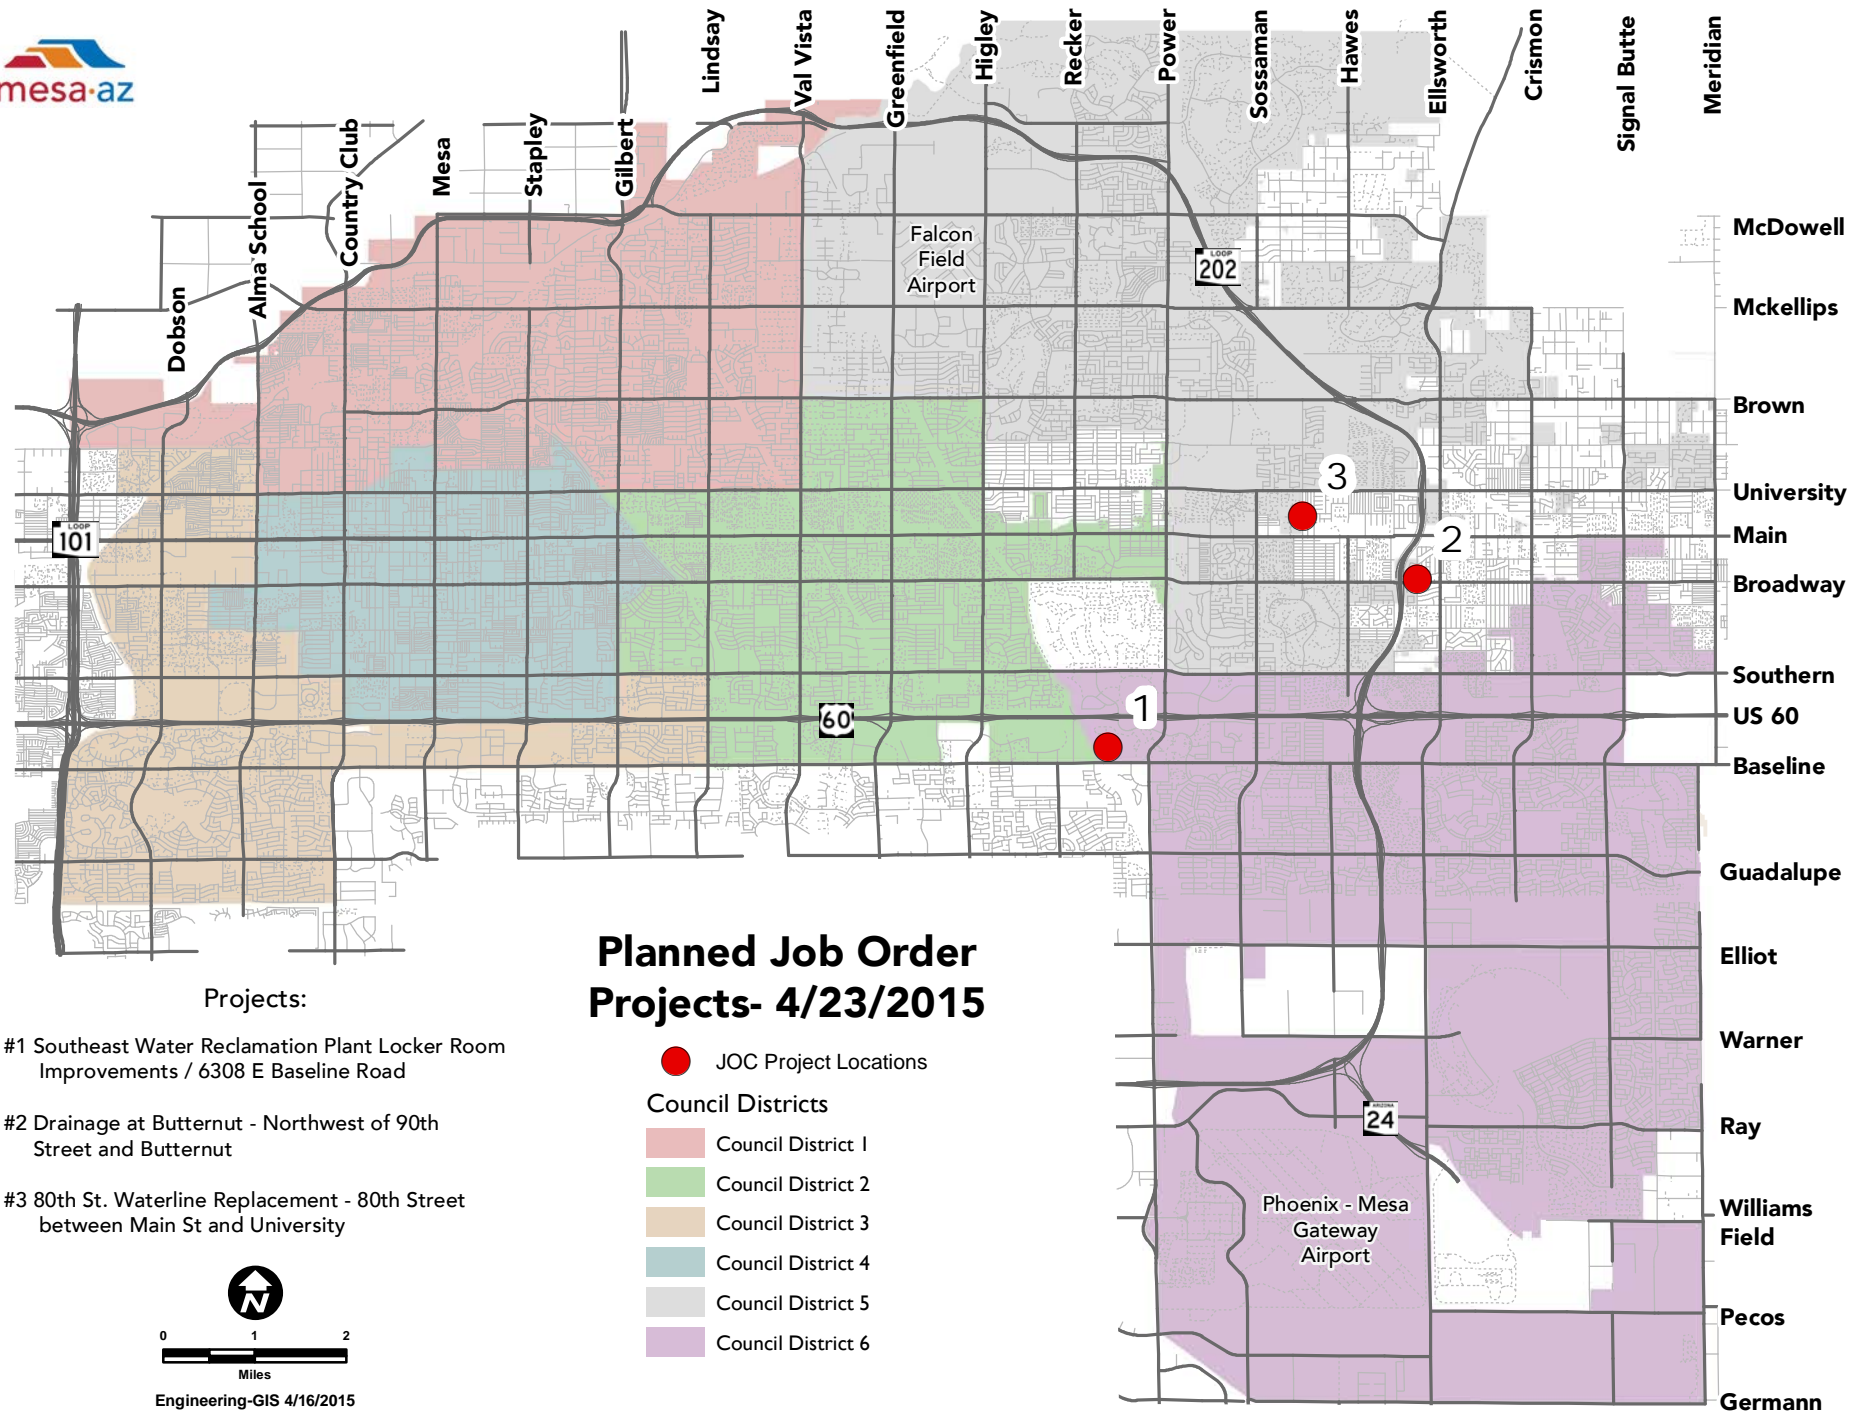 mesa·az
Lindsay
Val Vista
Greenfield
Higley
Recker
Power
Sossaman
Hawes
Ellsworth
Crismon
Signal Butte
Meridian
Dobson
Alma School
Country Club
Mesa
Stapley
Gilbert
McDowell
Mckellips
Brown
University
Main
Broadway
Southern
US 60
Baseline
Guadalupe
Elliot
Warner
Ray
Williams
Field
Pecos
Germann
Falcon
Field
Airport
LOOP
202
LOOP
101
60
ARIZONA
24
3
2
1
Phoenix - Mesa
Gateway
Airport
Planned Job Order
Projects- 4/23/2015
JOC Project Locations
Council Districts
Council District 1
Council District 2
Council District 3
Council District 4
Council District 5
Council District 6
Projects:
#1 Southeast Water Reclamation Plant Locker Room
Improvements / 6308 E Baseline Road
#2 Drainage at Butternut - Northwest of 90th
Street and Butternut
#3 80th St. Waterline Replacement - 80th Street
between Main St and University
N
0 1 2
Miles
Engineering-GIS 4/16/2015